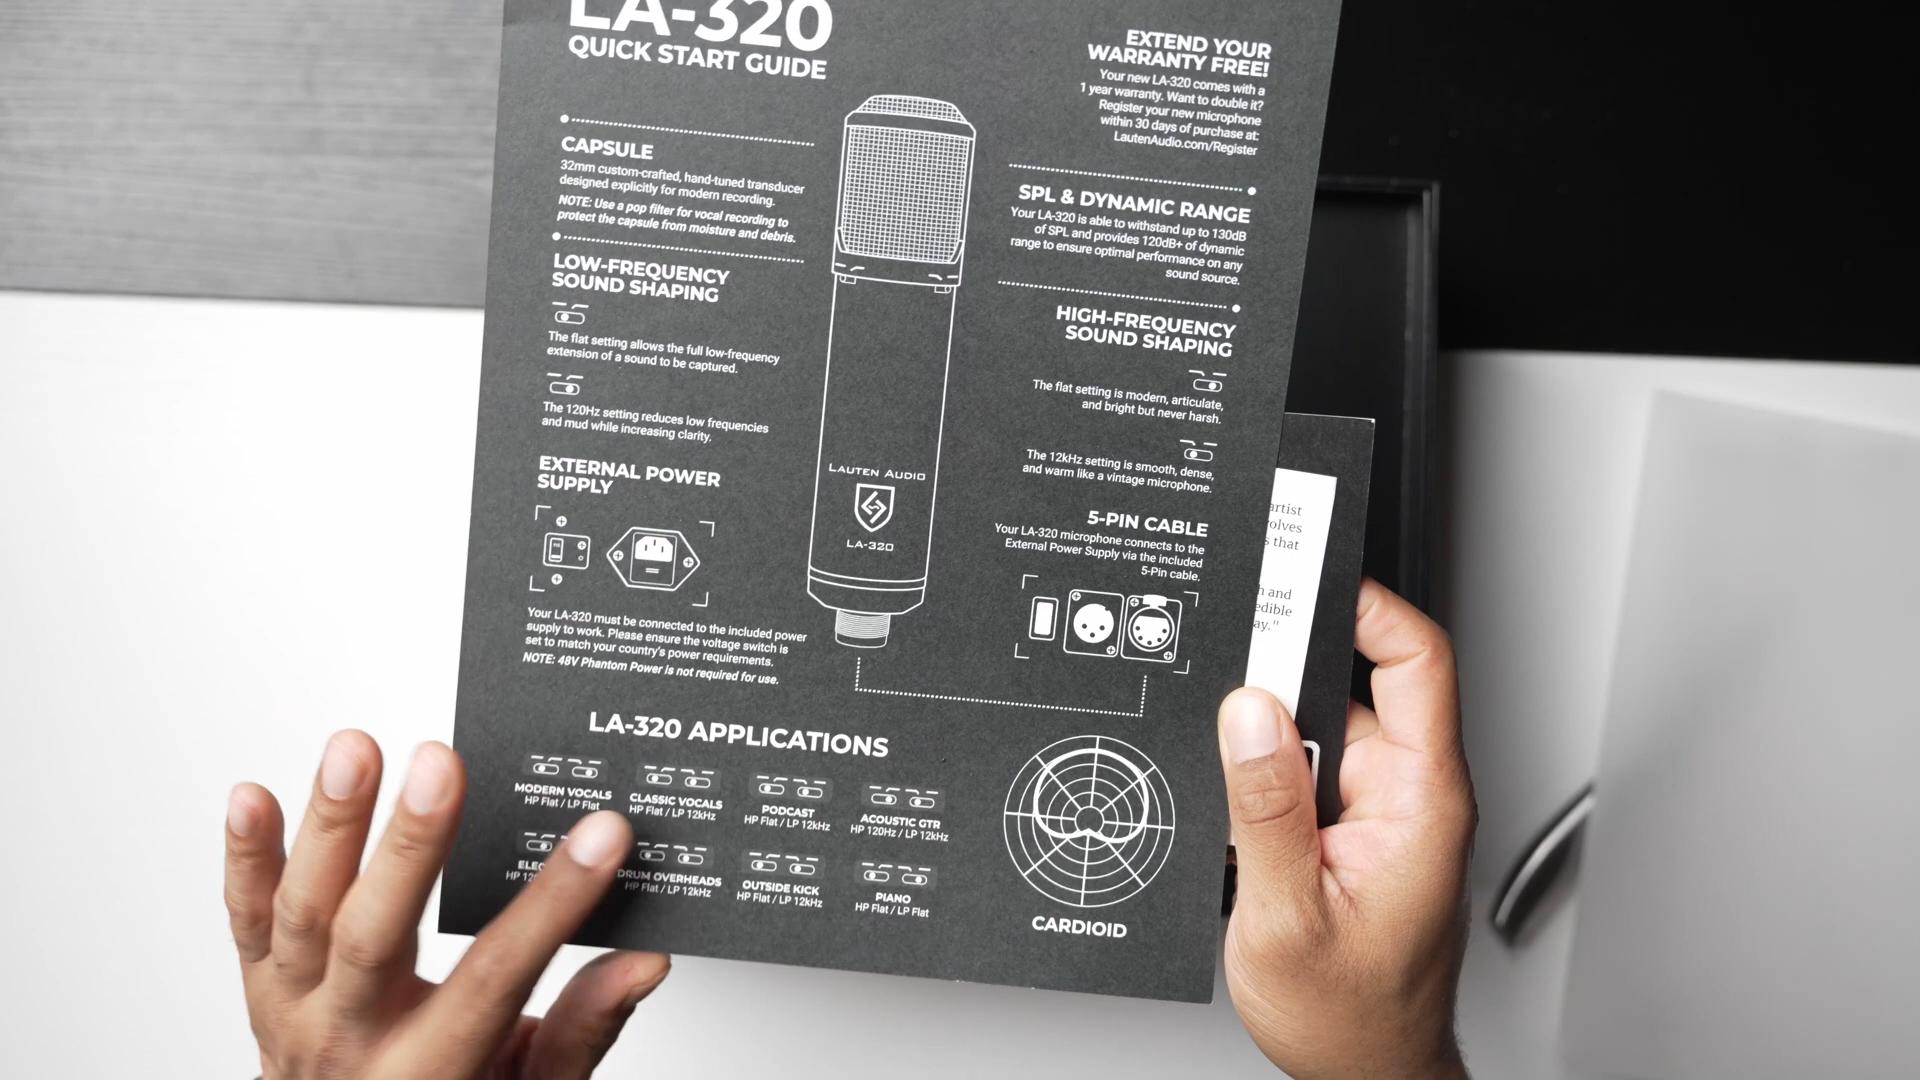 LA-320
QUICK START GUIDE
EXTEND YOUR
WARRANTY FREE!
Your new LA-320 comes with a
1 year warranty. Want to double it?
Register your new microphone
within 30 days of purchase at:
LautenAudio.com/Register
CAPSULE
32mm custom-crafted, hand-tuned transducer
designed explicitly for modern recording.
NOTE: Use a pop filter for vocal recording to
protect the capsule from moisture and debris.
SPL & DYNAMIC RANGE
Your LA-320 is able to withstand up to 130dB
of SPL and provides 120dB+ of dynamic
range to ensure optimal performance on any
sound source.
LOW-FREQUENCY
SOUND SHAPING
The flat setting allows the full low-frequency
extension of a sound to be captured.
The 120Hz setting reduces low frequencies
and mud while increasing clarity.
HIGH-FREQUENCY
SOUND SHAPING
The flat setting is modern, articulate,
and bright but never harsh.
The 12kHz setting is smooth, dense,
and warm like a vintage microphone.
EXTERNAL POWER
SUPPLY
Your LA-320 must be connected to the included power
supply to work. Please ensure the voltage switch is
set to match your country's power requirements.
NOTE: 48V Phantom Power is not required for use.
LAUTEN AUDIO
LA-320
5-PIN CABLE
Your LA-320 microphone connects to the
External Power Supply via the included
5-Pin cable.
LA-320 APPLICATIONS
MODERN VOCALS
HP Flat / LP Flat
CLASSIC VOCALS
HP Flat / LP 12kHz
PODCAST
HP Flat / LP 12kHz
ACOUSTIC GTR
HP 120Hz / LP 12kHz
DRUM OVERHEADS
HP Flat / LP 12kHz
OUTSIDE KICK
HP Flat / LP 12kHz
PIANO
HP Flat / LP Flat
CARDIOID
artist
that
and